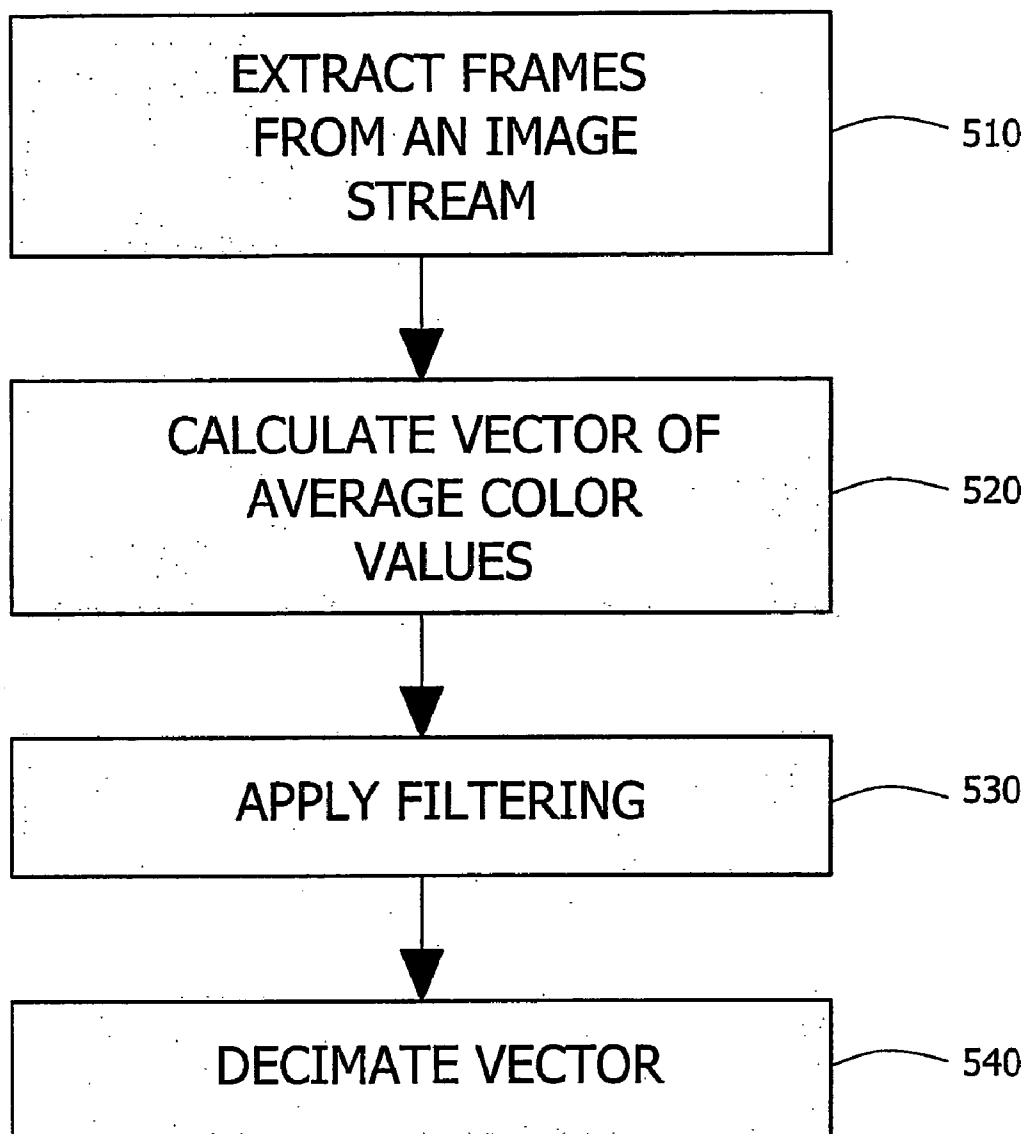 EXTRACT FRAMES
FROM AN IMAGE
STREAM
510
CALCULATE VECTOR OF
AVERAGE COLOR
VALUES
520
APPLY FILTERING
530
DECIMATE VECTOR
540